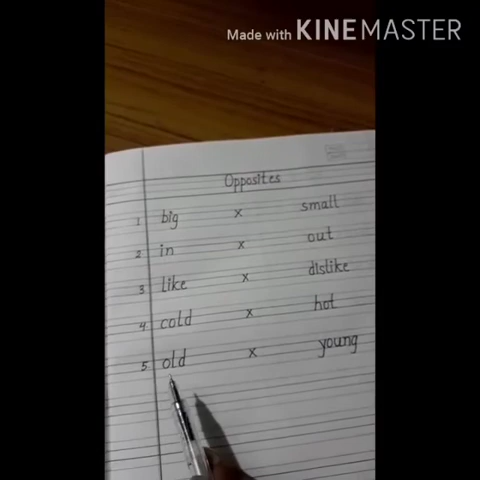 Made with KINEMASTER
Opposites
1 big x small
2. in x out
3. like x dislike
4. cold x hot
5. old x young